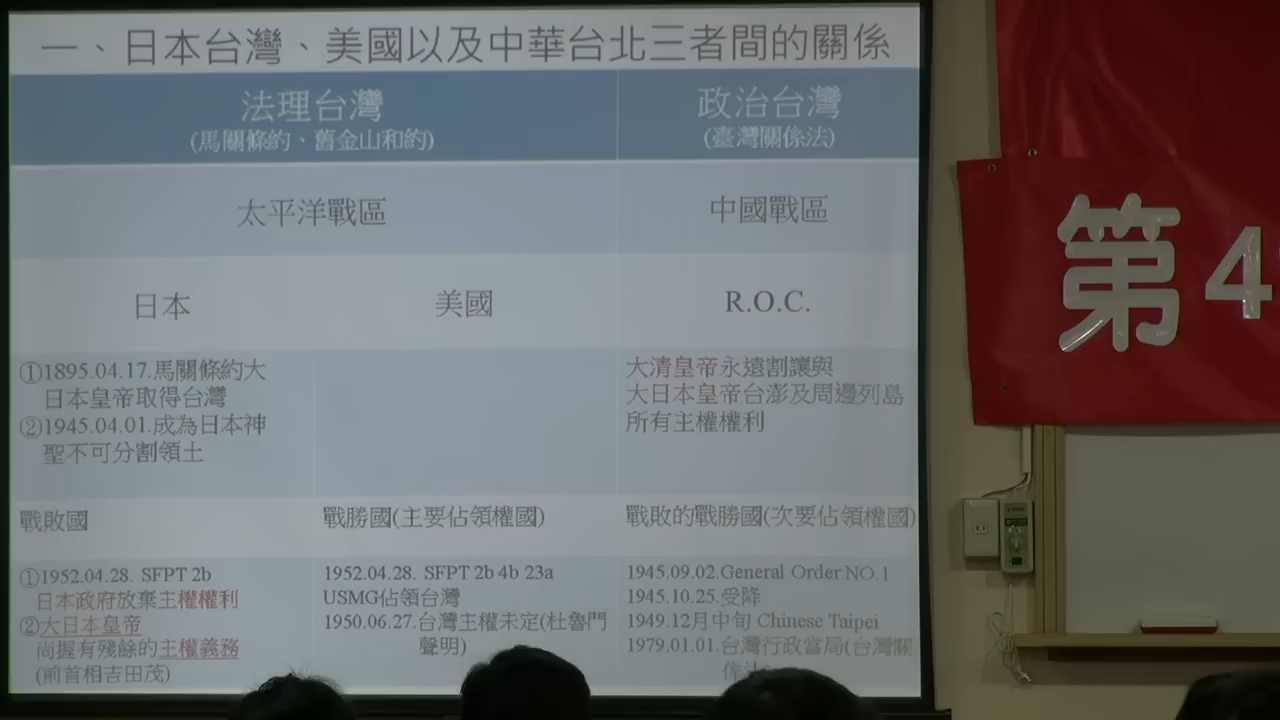 一、日本台灣、美國以及中華台北三者間的關係
法理台灣
(馬關條約、舊金山和約)
政治台灣
(臺灣關係法)
太平洋戰區
中國戰區
日本
美國
R.O.C.
①1895.04.17.馬關條約大
日本皇帝取得台灣
②1945.04.01.成為日本神
聖不可分割領土
大清皇帝永遠割讓與
大日本皇帝台澎及周邊列島
所有主權權利
戰敗國
戰勝國(主要佔領權國)
戰敗的戰勝國(次要佔領權國)
①1952.04.28. SFPT 2b
日本政府放棄主權權利
②大日本皇帝
尚握有殘餘的主權義務
(前首相吉田茂)
1952.04.28. SFPT 2b 4b 23a
USMG佔領台灣
1950.06.27.台灣主權未定(杜魯門
聲明)
1945.09.02.General Order NO.1
1945.10.25.受降
1949.12月中旬 Chinese Taipei
1979.01.01.台灣行政當局(台灣關
係法)
第4